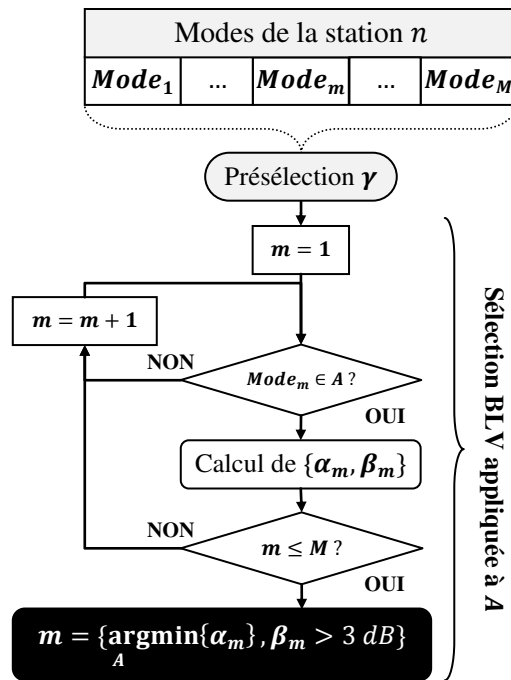 Modes de la station n
Mode₁ ... Modeₘ ... Mode_M
Présélection γ
m = 1
m = m + 1
NON
Modeₘ ∈ A ?
OUI
Calcul de {αₘ, βₘ}
NON
m ≤ M ?
OUI
m = {argmin{αₘ}, βₘ > 3 dB}
A
Sélection BLV appliquée à A